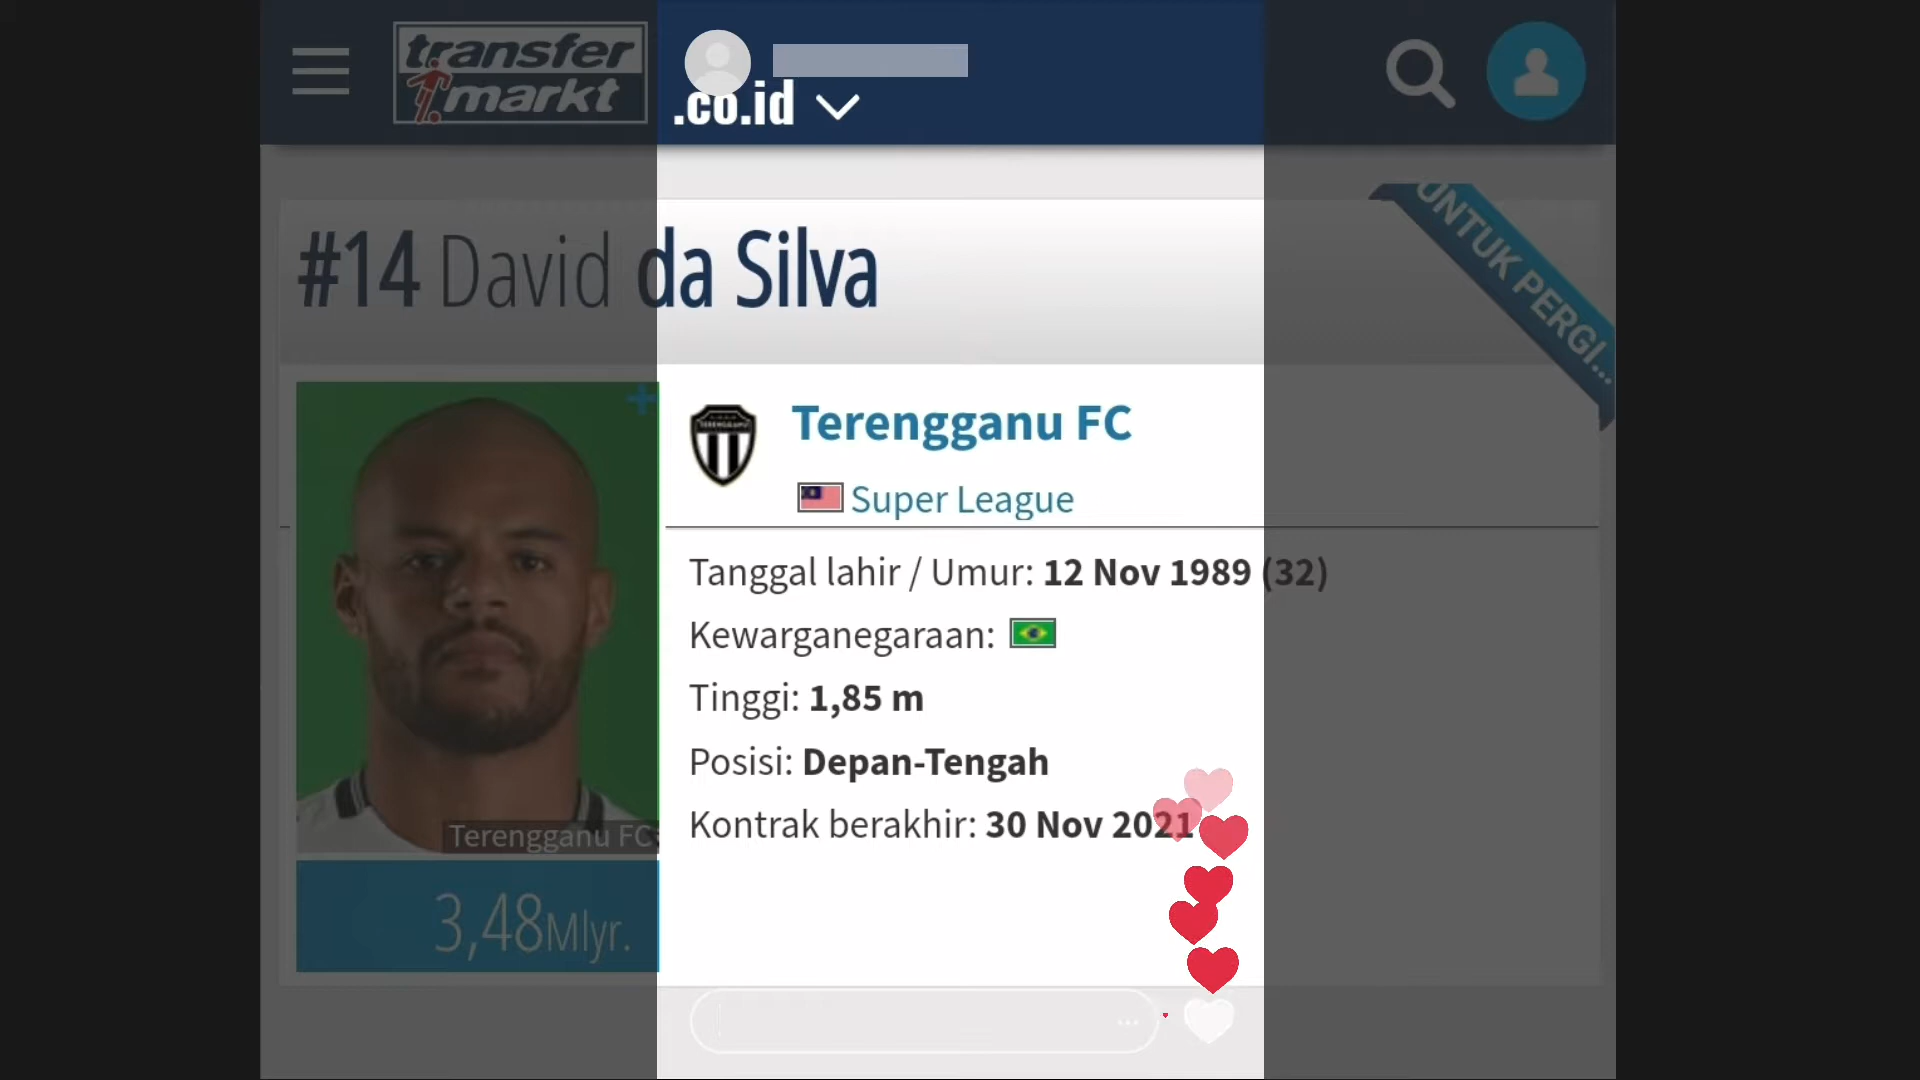 transfer
markt
.co.id
#14 David da Silva
UNTUK PERGI...
Terengganu FC
Super League
Tanggal lahir / Umur: 12 Nov 1989 (32)
Kewarganegaraan:
Tinggi: 1,85 m
Posisi: Depan-Tengah
Kontrak berakhir: 30 Nov 2021
Terengganu FC
3,48Mlyr.